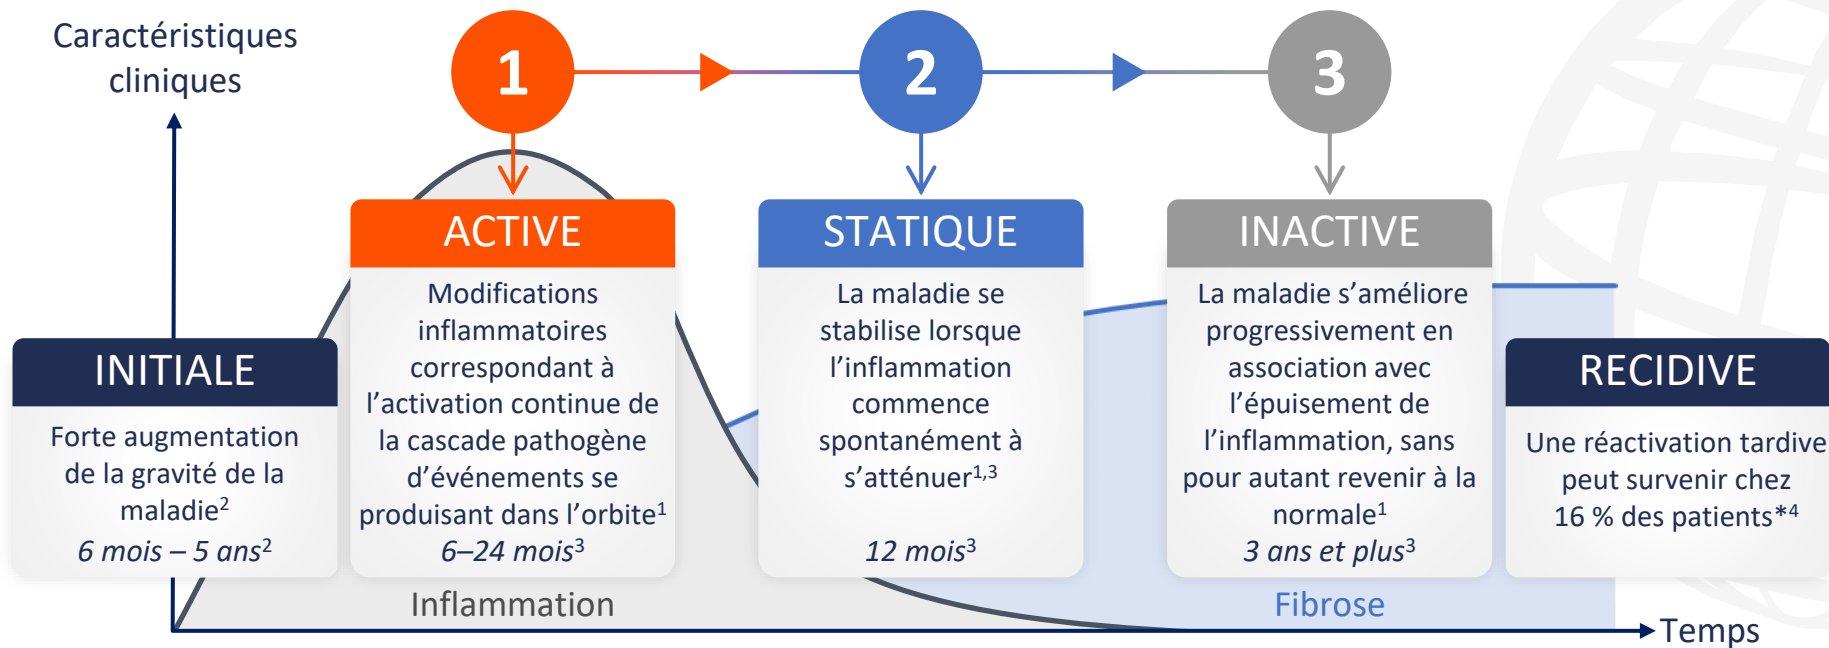 Caractéristiques
cliniques
1
2
3
INITIALE
Forte augmentation
de la gravité de la
maladie²
6 mois – 5 ans²
ACTIVE
Modifications
inflammatoires
correspondant à
l’activation continue de
la cascade pathogène
d’événements se
produisant dans l’orbite¹
6–24 mois³
STATIQUE
La maladie se
stabilise lorsque
l’inflammation
commence
spontanément à
s’atténuer¹,³
12 mois³
INACTIVE
La maladie s’améliore
progressivement en
association avec
l’épuisement de
l’inflammation, sans
pour autant revenir à la
normale¹
3 ans et plus³
RECIDIVE
Une réactivation tardive
peut survenir chez
16 % des patients*⁴
Inflammation
Fibrose
Temps